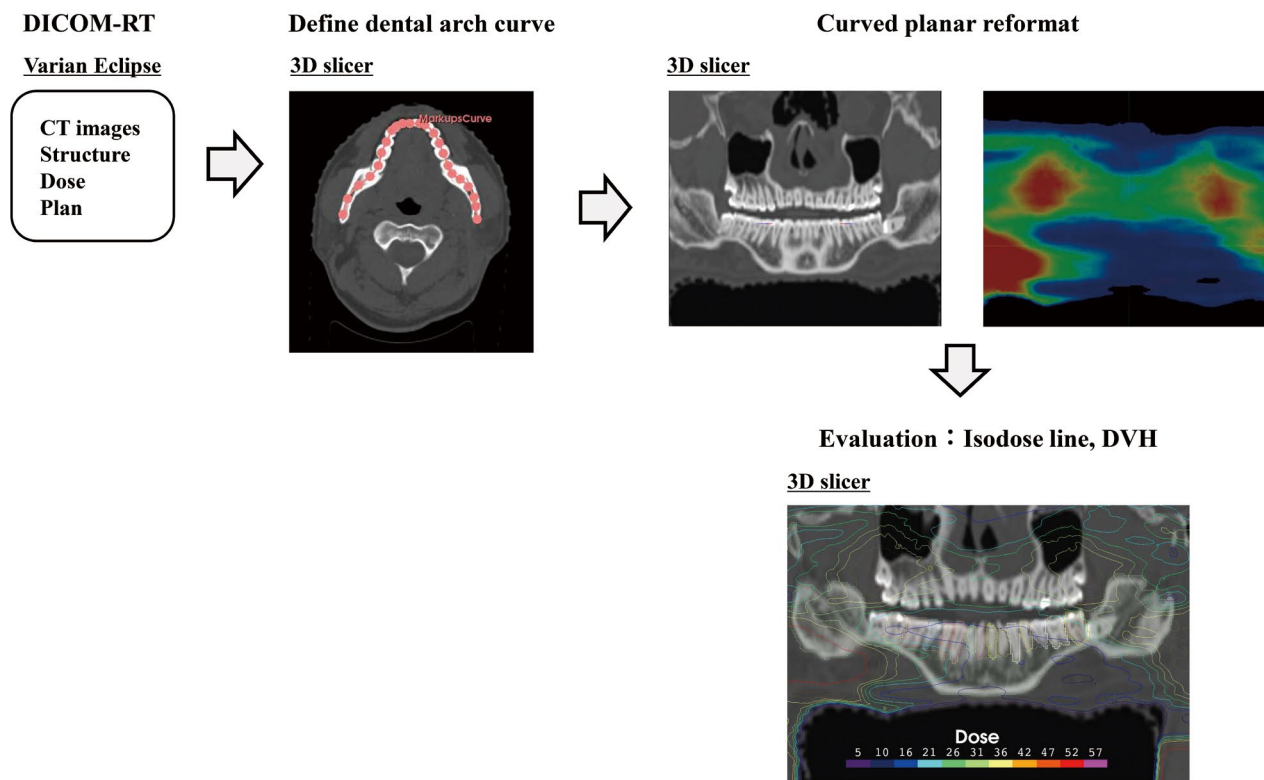 DICOM-RT
Varian Eclipse
CT images
Structure
Dose
Plan
Define dental arch curve
3D slicer
MarkupsCurve
Curved planar reformat
3D slicer
Evaluation：Isodose line, DVH
3D slicer
Dose
5 10 16 21 26 31 36 42 47 52 57